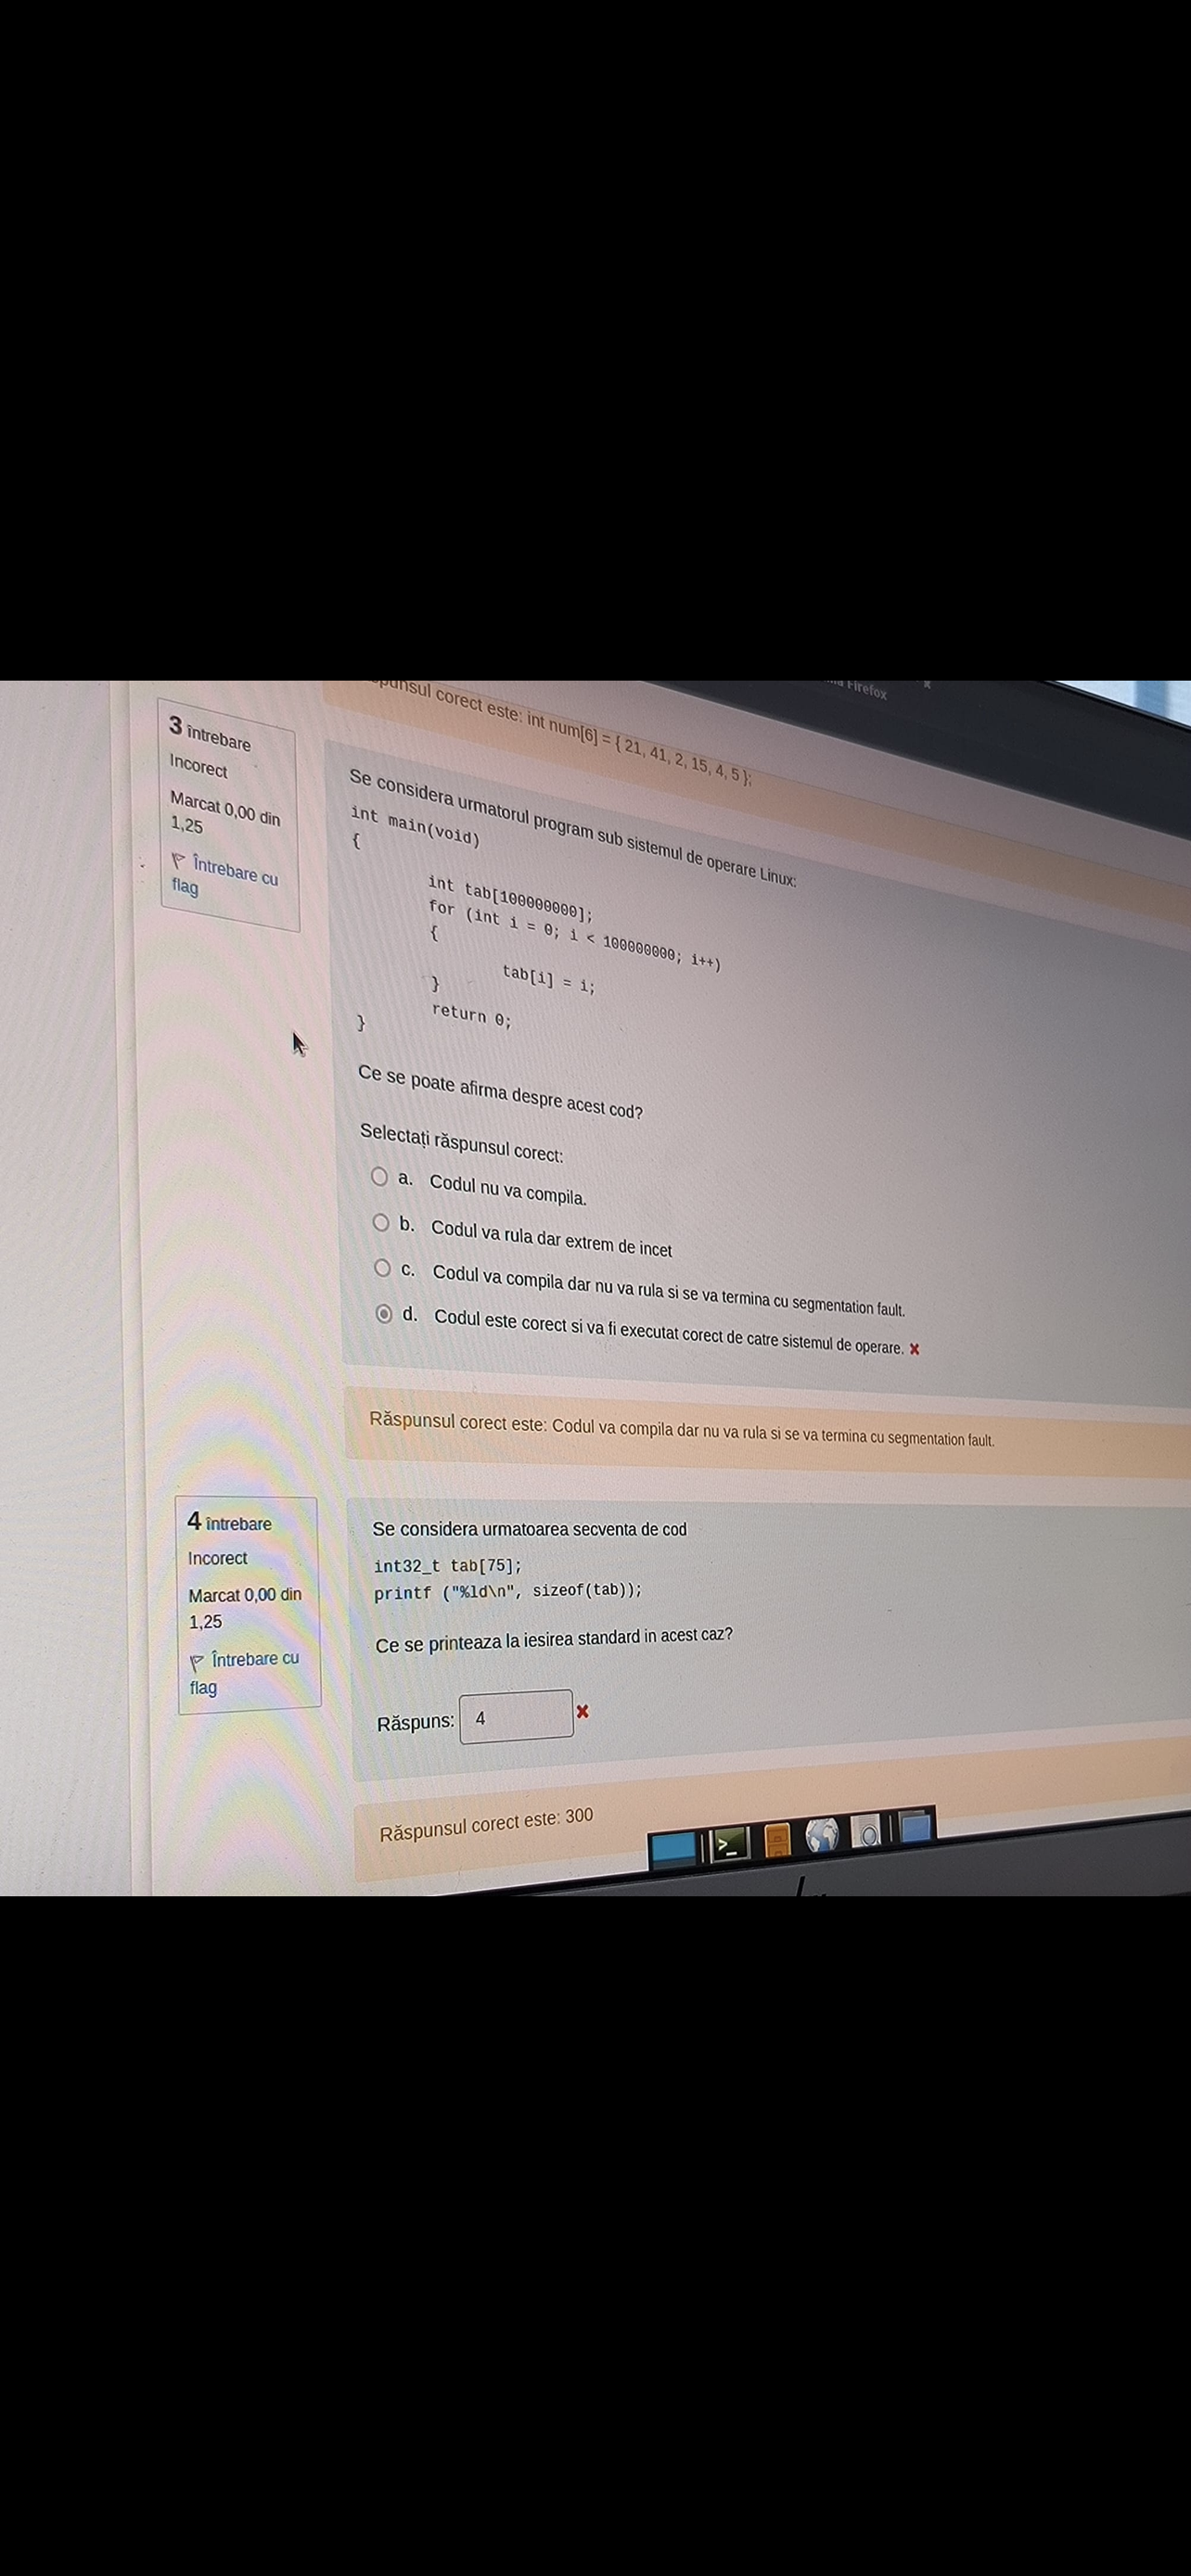 Firefox
corect este: int num[6] = { 21, 41, 2, 15, 4, 5 };
3 întrebare
Incorect
Marcat 0,00 din
1,25
Întrebare cu
flag
Se considera urmatorul program sub sistemul de operare Linux:
int main(void)
{
int tab[100000000];
for (int i = 0; i < 100000000; i++)
{
tab[i] = i;
}
return 0;
}
Ce se poate afirma despre acest cod?
Selectați răspunsul corect:
a. Codul nu va compila.
b. Codul va rula dar extrem de incet
c. Codul va compila dar nu va rula si se va termina cu segmentation fault.
d. Codul este corect si va fi executat corect de catre sistemul de operare.
Răspunsul corect este: Codul va compila dar nu va rula si se va termina cu segmentation fault.
4 întrebare
Incorect
Marcat 0,00 din
1,25
Întrebare cu
flag
Se considera urmatoarea secventa de cod
int32_t tab[75];
printf ("%ld\n", sizeof(tab));
Ce se printeaza la iesirea standard in acest caz?
Răspuns: 4
Răspunsul corect este: 300